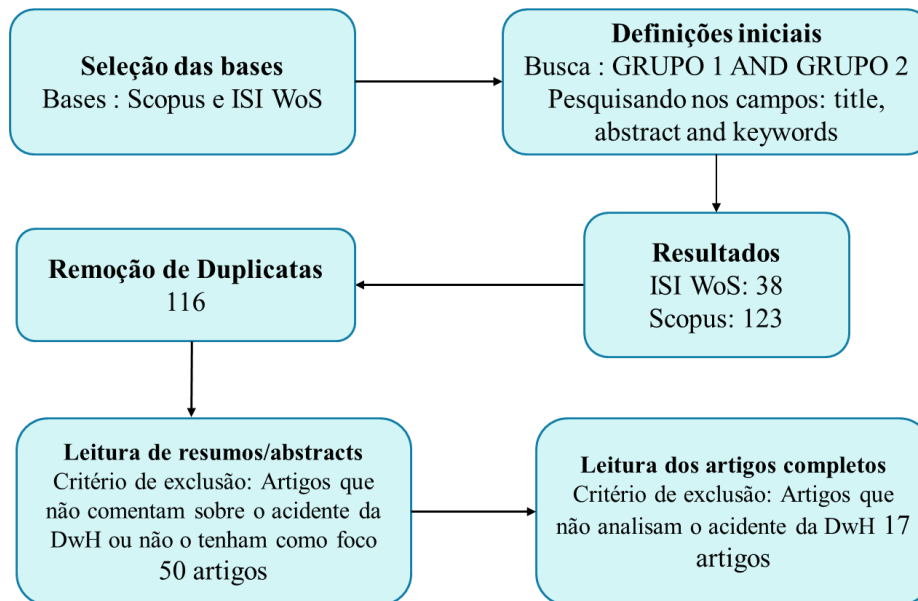 Seleção das bases
Bases : Scopus e ISI WoS
Definições iniciais
Busca : GRUPO 1 AND GRUPO 2
Pesquisando nos campos: title,
abstract and keywords
Resultados
ISI WoS: 38
Scopus: 123
Remoção de Duplicatas
116
Leitura de resumos/abstracts
Critério de exclusão: Artigos que
não comentam sobre o acidente da
DwH ou não o tenham como foco
50 artigos
Leitura dos artigos completos
Critério de exclusão: Artigos que
não analisam o acidente da DwH 17
artigos